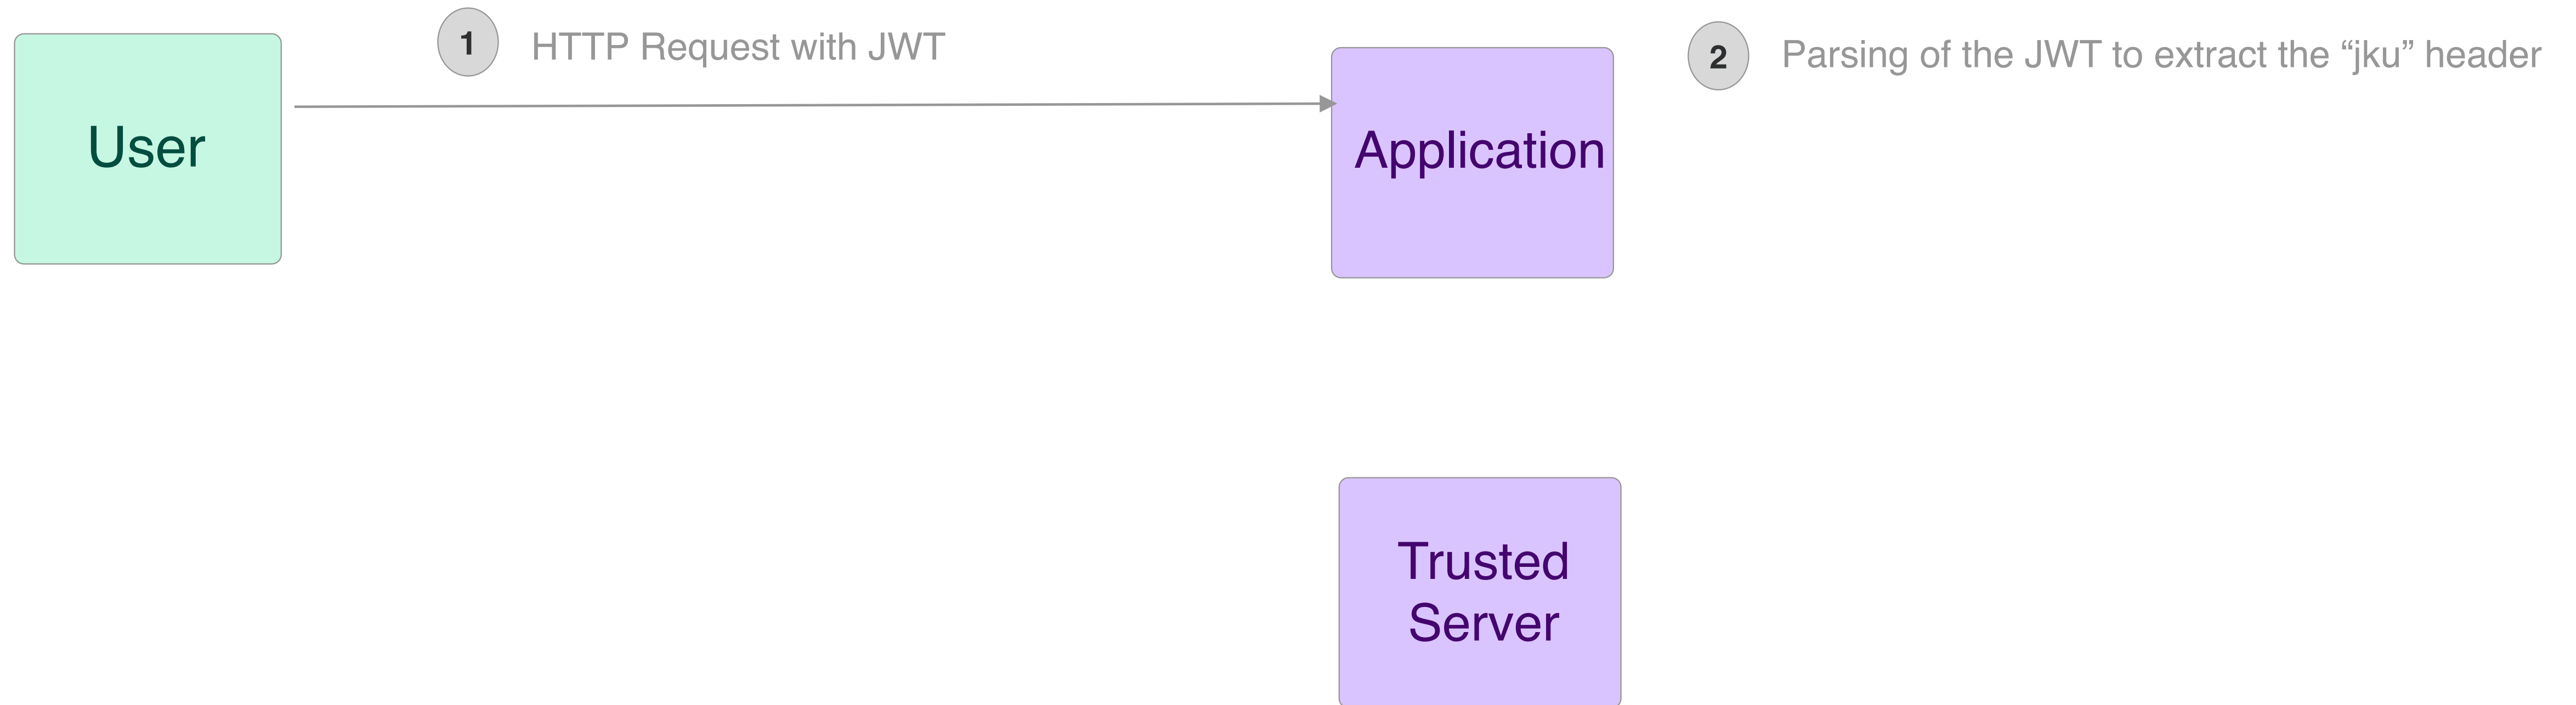 1 HTTP Request with JWT
2 Parsing of the JWT to extract the “jku” header
User
Application
Trusted
Server